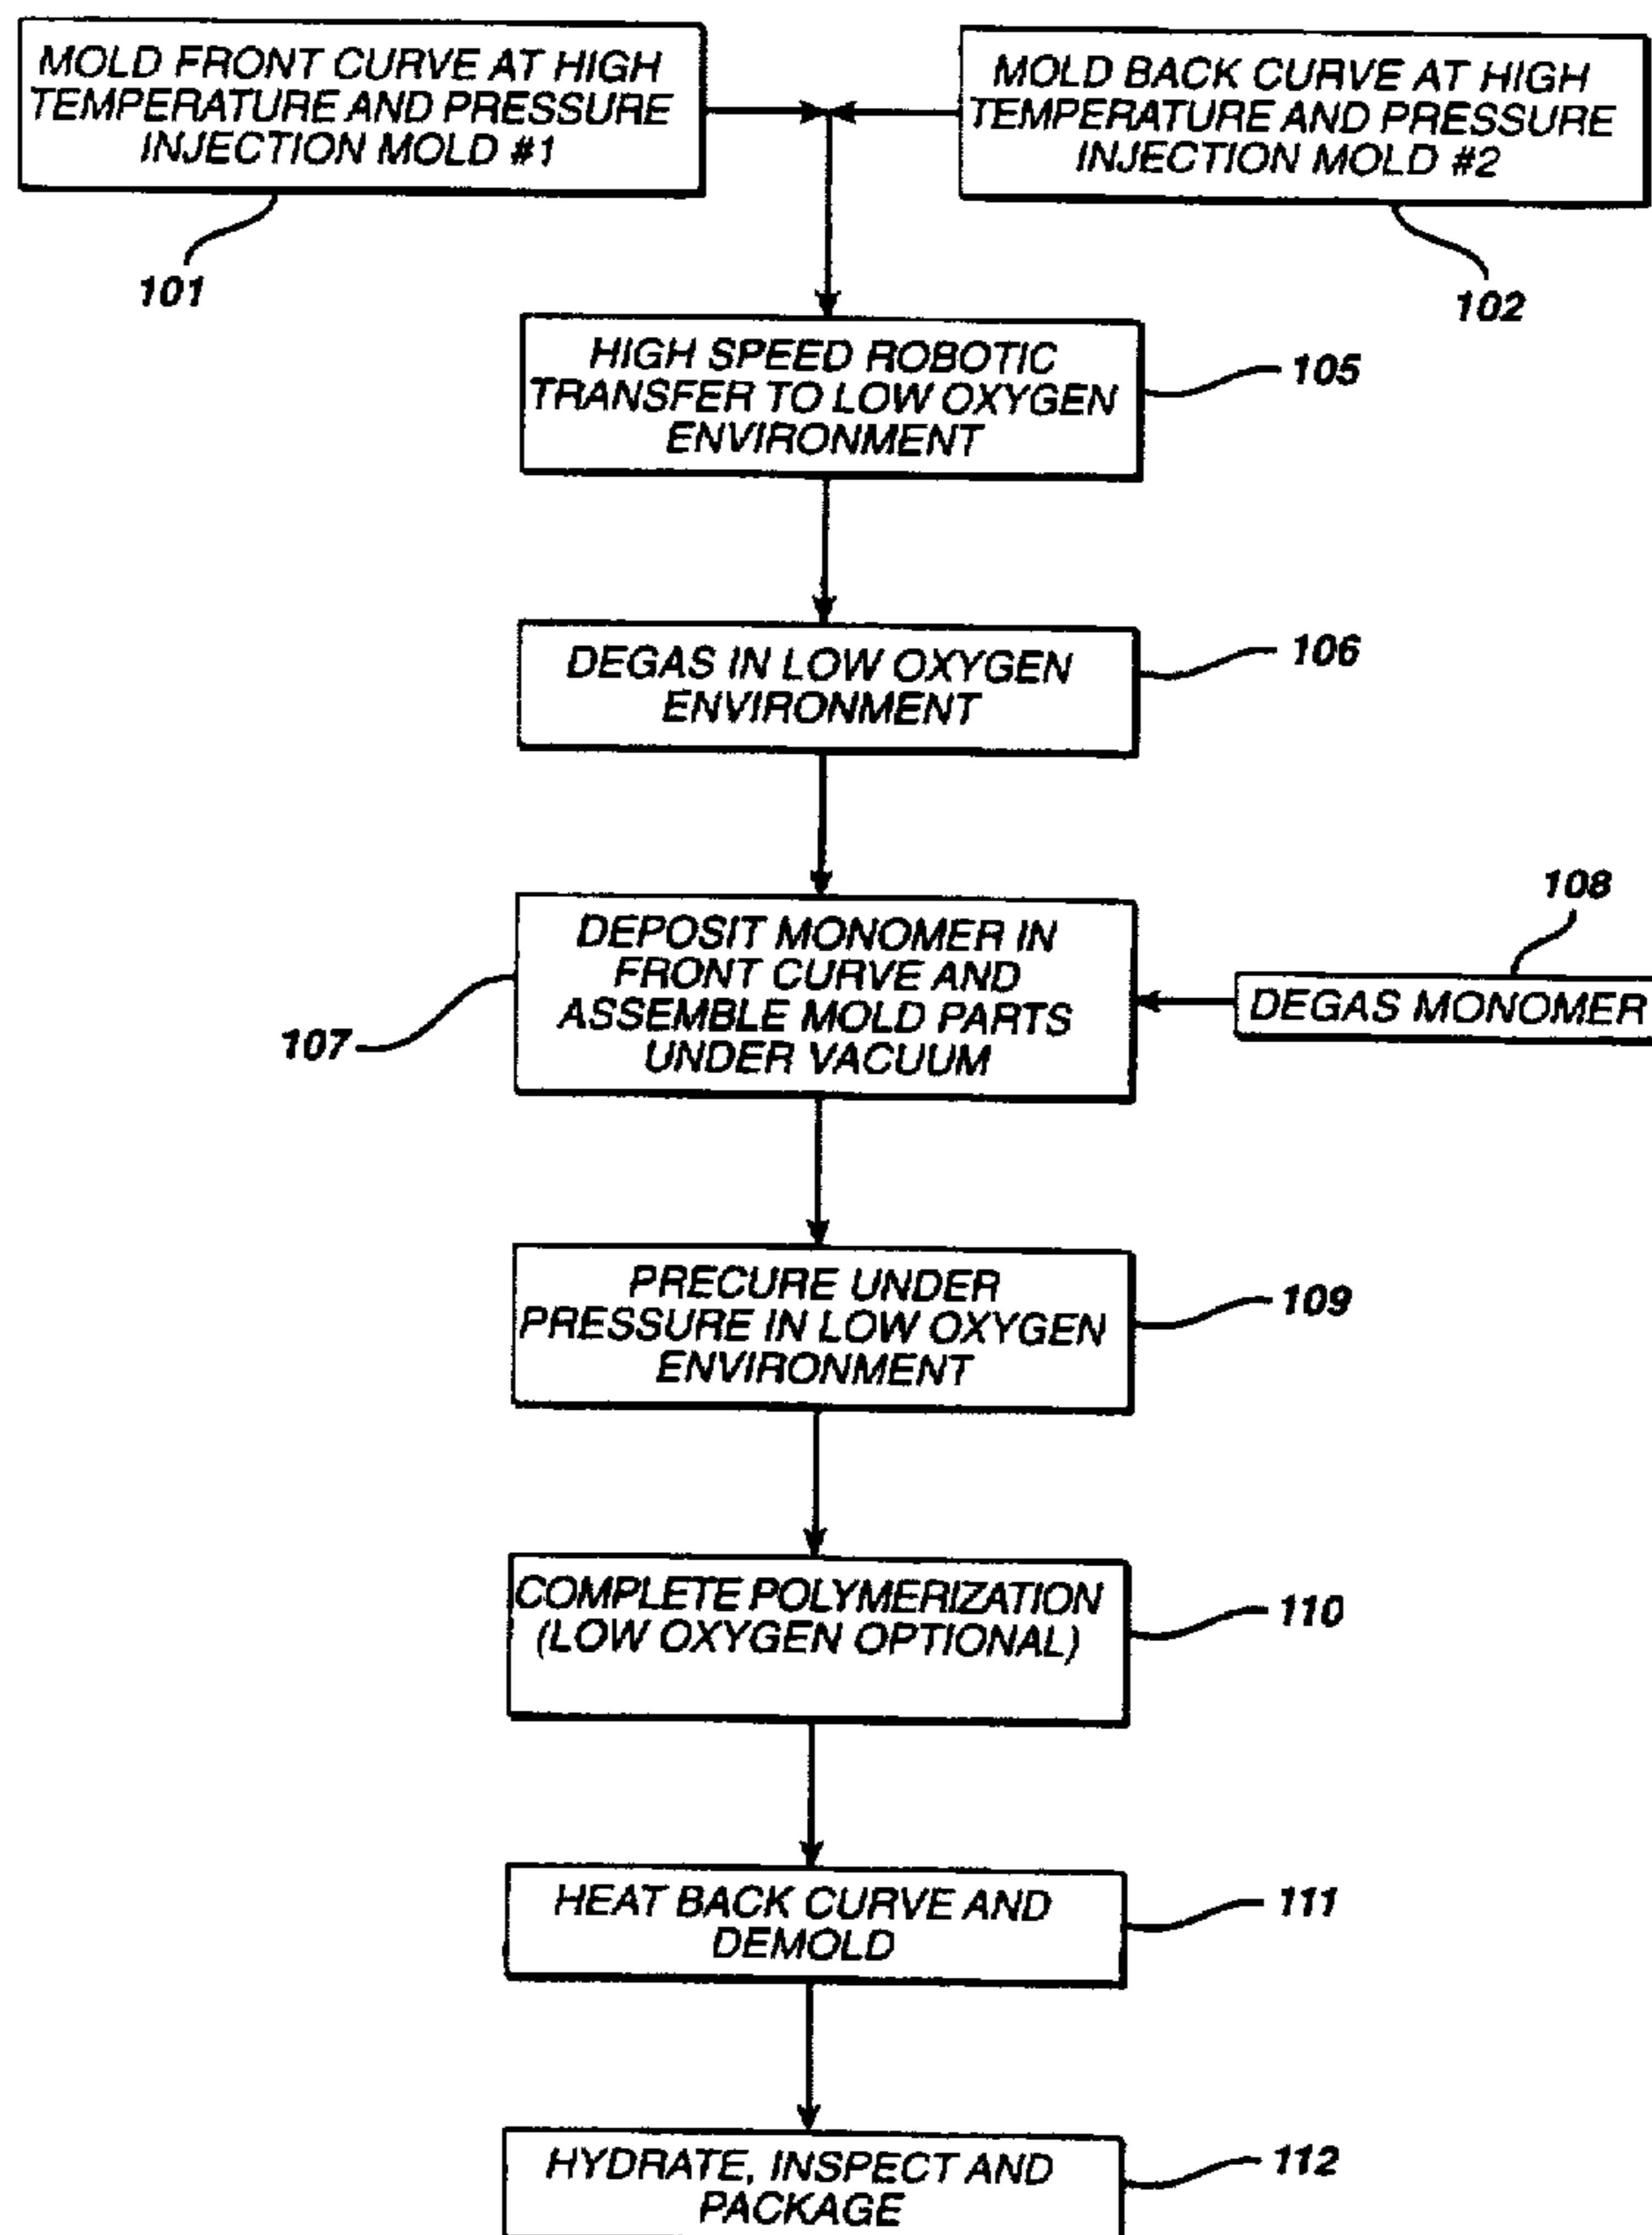 MOLD FRONT CURVE AT HIGH
TEMPERATURE AND PRESSURE
INJECTION MOLD #1
MOLD BACK CURVE AT HIGH
TEMPERATURE AND PRESSURE
INJECTION MOLD #2
101
102
HIGH SPEED ROBOTIC
TRANSFER TO LOW OXYGEN
ENVIRONMENT
105
DEGAS IN LOW OXYGEN
ENVIRONMENT
106
DEPOSIT MONOMER IN
FRONT CURVE AND
ASSEMBLE MOLD PARTS
UNDER VACUUM
107
108
DEGAS MONOMER
PRECURE UNDER
PRESSURE IN LOW OXYGEN
ENVIRONMENT
109
COMPLETE POLYMERIZATION
(LOW OXYGEN OPTIONAL)
110
HEAT BACK CURVE AND
DEMOLD
111
HYDRATE, INSPECT AND
PACKAGE
112